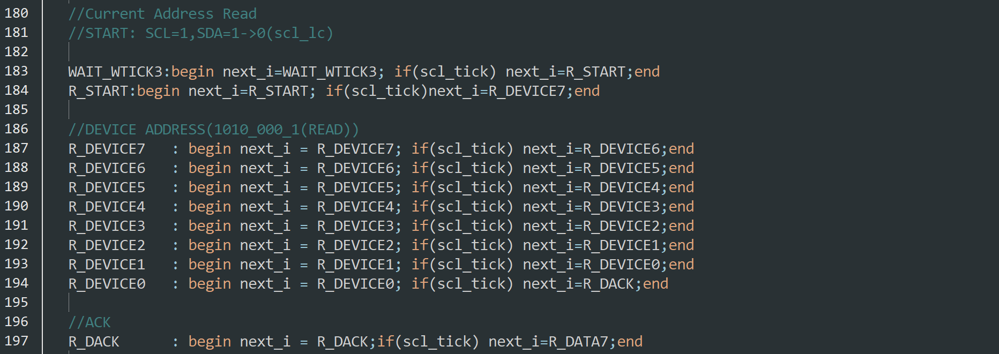 180 //Current Address Read
181 //START: SCL=1,SDA=1->0(scl_lc)
182
183 WAIT_WTICK3:begin next_i=WAIT_WTICK3; if(scl_tick) next_i=R_START;end
184 R_START:begin next_i=R_START; if(scl_tick)next_i=R_DEVICE7;end
185
186 //DEVICE ADDRESS(1010_000_1(READ))
187 R_DEVICE7   : begin next_i = R_DEVICE7; if(scl_tick) next_i=R_DEVICE6;end
188 R_DEVICE6   : begin next_i = R_DEVICE6; if(scl_tick) next_i=R_DEVICE5;end
189 R_DEVICE5   : begin next_i = R_DEVICE5; if(scl_tick) next_i=R_DEVICE4;end
190 R_DEVICE4   : begin next_i = R_DEVICE4; if(scl_tick) next_i=R_DEVICE3;end
191 R_DEVICE3   : begin next_i = R_DEVICE3; if(scl_tick) next_i=R_DEVICE2;end
192 R_DEVICE2   : begin next_i = R_DEVICE2; if(scl_tick) next_i=R_DEVICE1;end
193 R_DEVICE1   : begin next_i = R_DEVICE1; if(scl_tick) next_i=R_DEVICE0;end
194 R_DEVICE0   : begin next_i = R_DEVICE0; if(scl_tick) next_i=R_DACK;end
195
196 //ACK
197 R_DACK      : begin next_i = R_DACK;if(scl_tick) next_i=R_DATA7;end